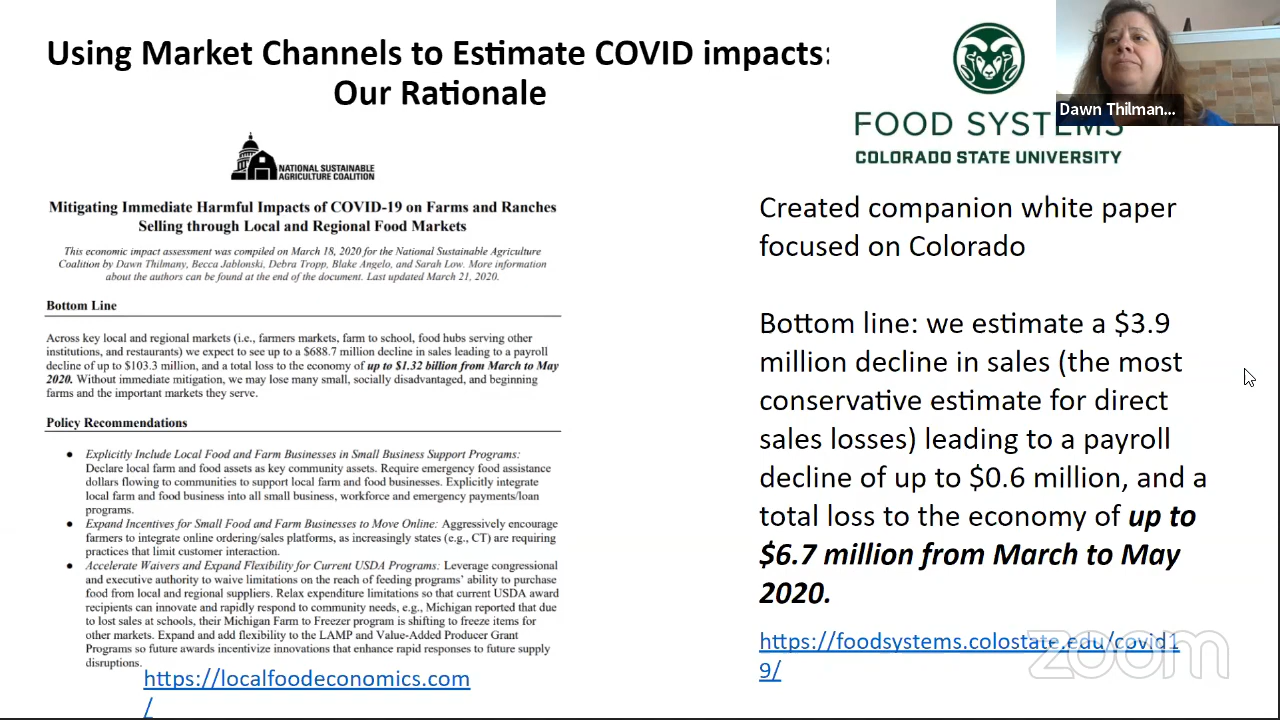 Using Market Channels to Estimate COVID impacts:
Our Rationale
NATIONAL SUSTAINABLE
AGRICULTURE COALITION
Mitigating Immediate Harmful Impacts of COVID-19 on Farms and Ranches
Selling through Local and Regional Food Markets
This economic impact assessment was compiled on March 18, 2020 for the National Sustainable Agriculture
Coalition by Dawn Thilmany, Becca Jablonski, Debra Tropp, Blake Angelo, and Sarah Low. More information
about the authors can be found at the end of the document. Last updated March 21, 2020.
Bottom Line
Across key local and regional markets (i.e., farmers markets, farm to school, food hubs serving other
institutions, and restaurants) we expect to see up to a $688.7 million decline in sales leading to a payroll
decline of up to $103.3 million, and a total loss to the economy of up to $1.32 billion from March to May
2020. Without immediate mitigation, we may lose many small, socially disadvantaged, and beginning
farms and the important markets they serve.
Policy Recommendations
● Explicitly Include Local Food and Farm Businesses in Small Business Support Programs:
Declare local farm and food assets as key community assets. Require emergency food assistance
dollars flowing to communities to support local farm and food businesses. Explicitly integrate
local farm and food business into all small business, workforce and emergency payments/loan
programs.
● Expand Incentives for Small Food and Farm Businesses to Move Online: Aggressively encourage
farmers to integrate online ordering/sales platforms, as increasingly states (e.g., CT) are requiring
practices that limit customer interaction.
● Accelerate Waivers and Expand Flexibility for Current USDA Programs: Leverage congressional
and executive authority to waive limitations on the reach of feeding programs' ability to purchase
food from local and regional suppliers. Relax expenditure limitations so that current USDA award
recipients can innovate and rapidly respond to community needs, e.g., Michigan reported that due
to lost sales at schools, their Michigan Farm to Freezer program is shifting to freeze items for
other markets. Expand and add flexibility to the LAMP and Value-Added Producer Grant
Programs so future awards incentivize innovations that enhance rapid responses to future supply
disruptions.
https://localfoodeconomics.com
/
Dawn Thilman...
FOOD SYSTEMS
COLORADO STATE UNIVERSITY
Created companion white paper
focused on Colorado
Bottom line: we estimate a $3.9
million decline in sales (the most
conservative estimate for direct
sales losses) leading to a payroll
decline of up to $0.6 million, and a
total loss to the economy of up to
$6.7 million from March to May
2020.
https://foodsystems.colostate.edu/covid1
9/
zoom